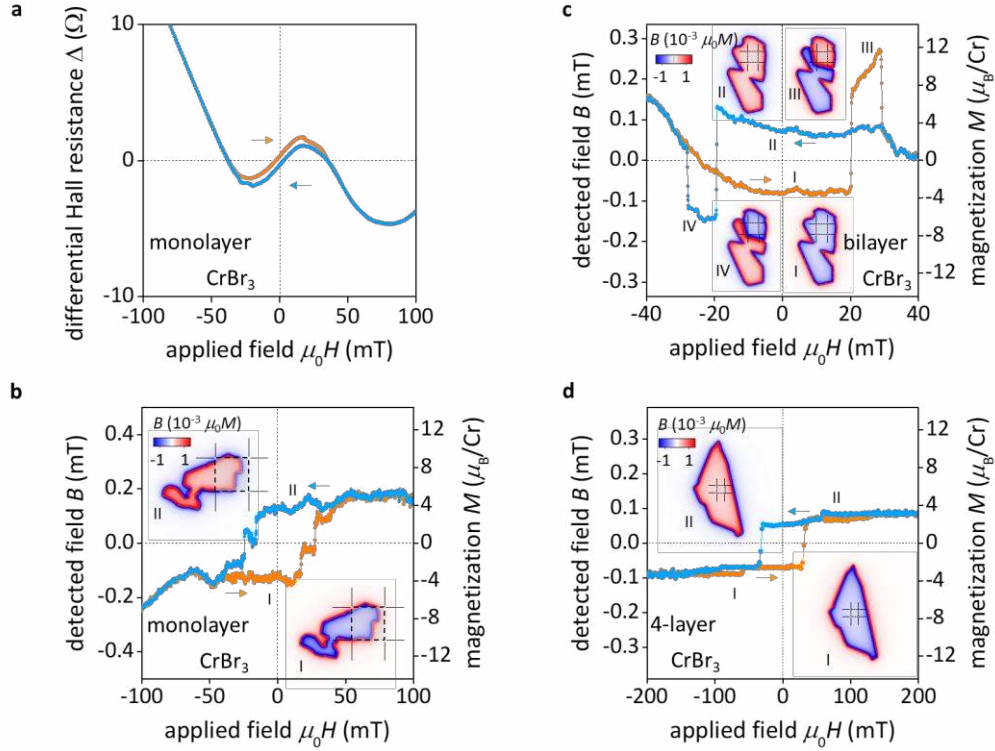 a
differential Hall resistance Δ (Ω)
10
0
-10
monolayer
CrBr3
-100 -50 0 50 100
applied field μ0H (mT)
c
detected field B (mT)
0.3
0.2
0.1
0.0
-0.1
-0.2
-0.3
B (10-3 μ0M)
-1 1
II
III
III
II
I
IV
IV
I
bilayer
CrBr3
12
8
4
0
-4
-8
-12
magnetization M (μB/Cr)
-40 -20 0 20 40
applied field μ0H (mT)
b
detected field B (mT)
0.4
0.2
0.0
-0.2
-0.4
B (10-3 μ0M)
-1 1
II
II
I
monolayer
CrBr3
I
12
8
4
0
-4
-8
-12
magnetization M (μB/Cr)
-100 -50 0 50 100
applied field μ0H (mT)
d
detected field B (mT)
0.3
0.2
0.1
0.0
-0.1
-0.2
-0.3
B (10-3 μ0M)
-1 1
II
II
I
4-layer
CrBr3
I
12
8
4
0
-4
-8
-12
magnetization M (μB/Cr)
-200 -100 0 100 200
applied field μ0H (mT)